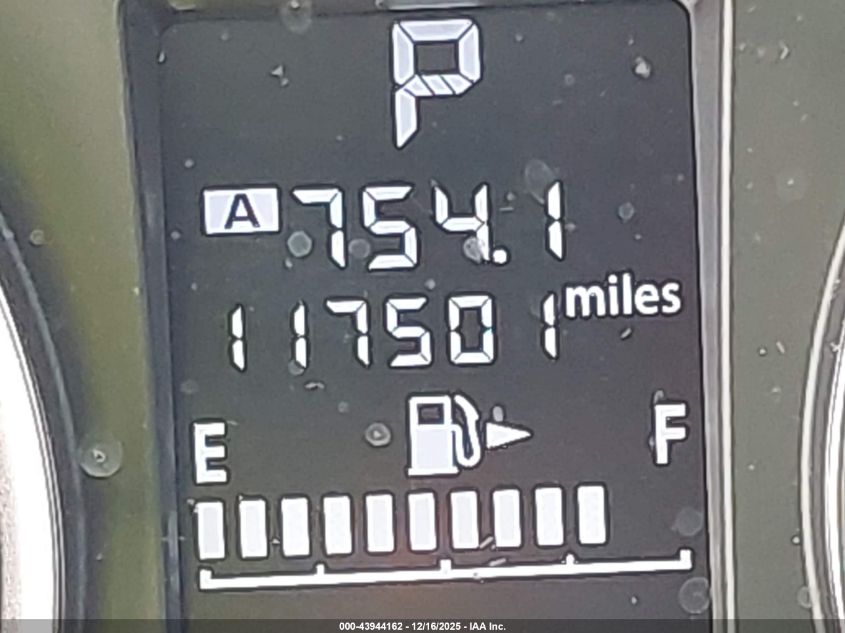 P
A 754.1
117501 miles
E F
000-43944162 - 12/16/2025 - IAA Inc.